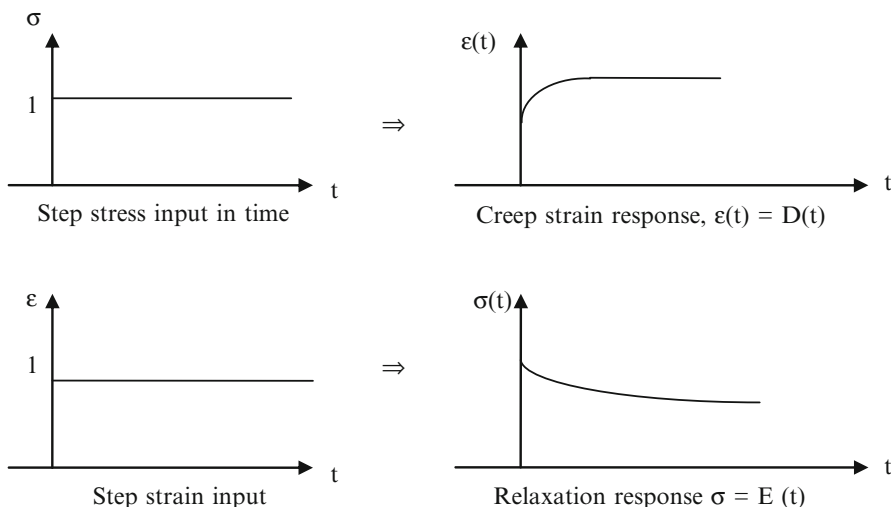 σ
1
t
Step stress input in time
⇒
ε(t)
t
Creep strain response, ε(t) = D(t)
ε
1
t
Step strain input
⇒
σ(t)
t
Relaxation response σ = E (t)